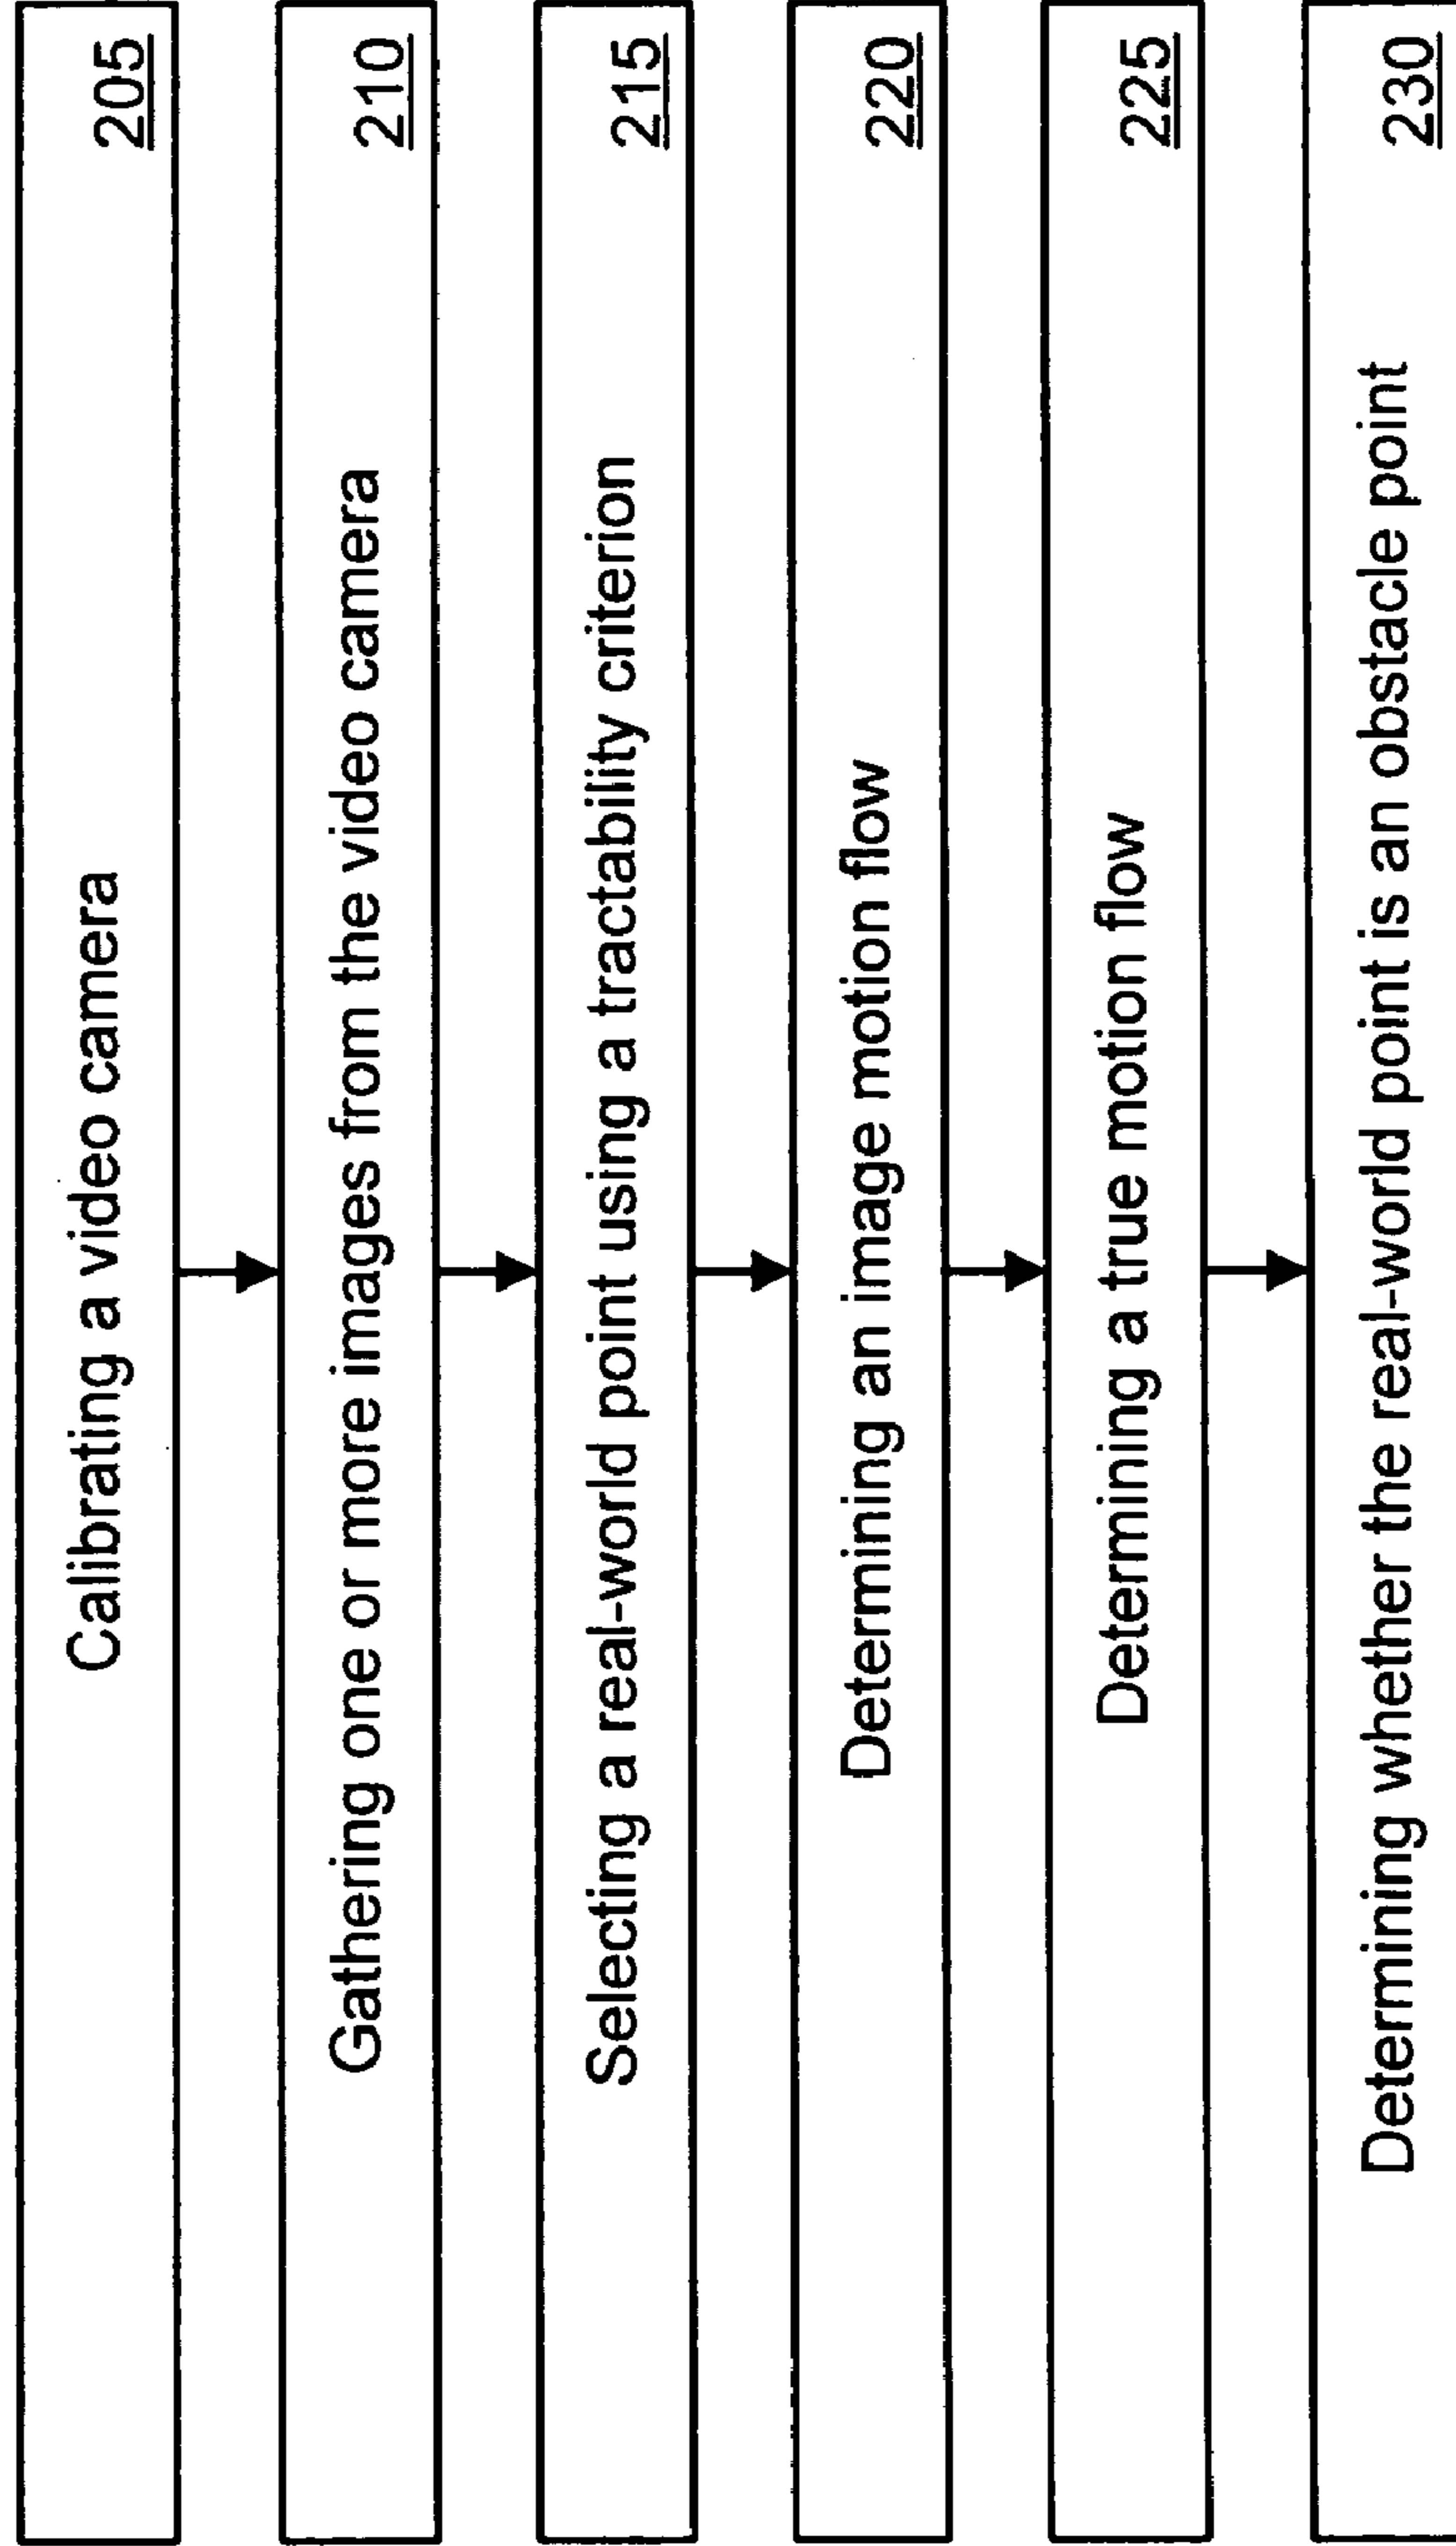 Calibrating a video camera
205
Gathering one or more images from the video camera
210
Selecting a real-world point using a tractability criterion
215
Determining an image motion flow
220
Determining a true motion flow
225
Determining whether the real-world point is an obstacle point
230